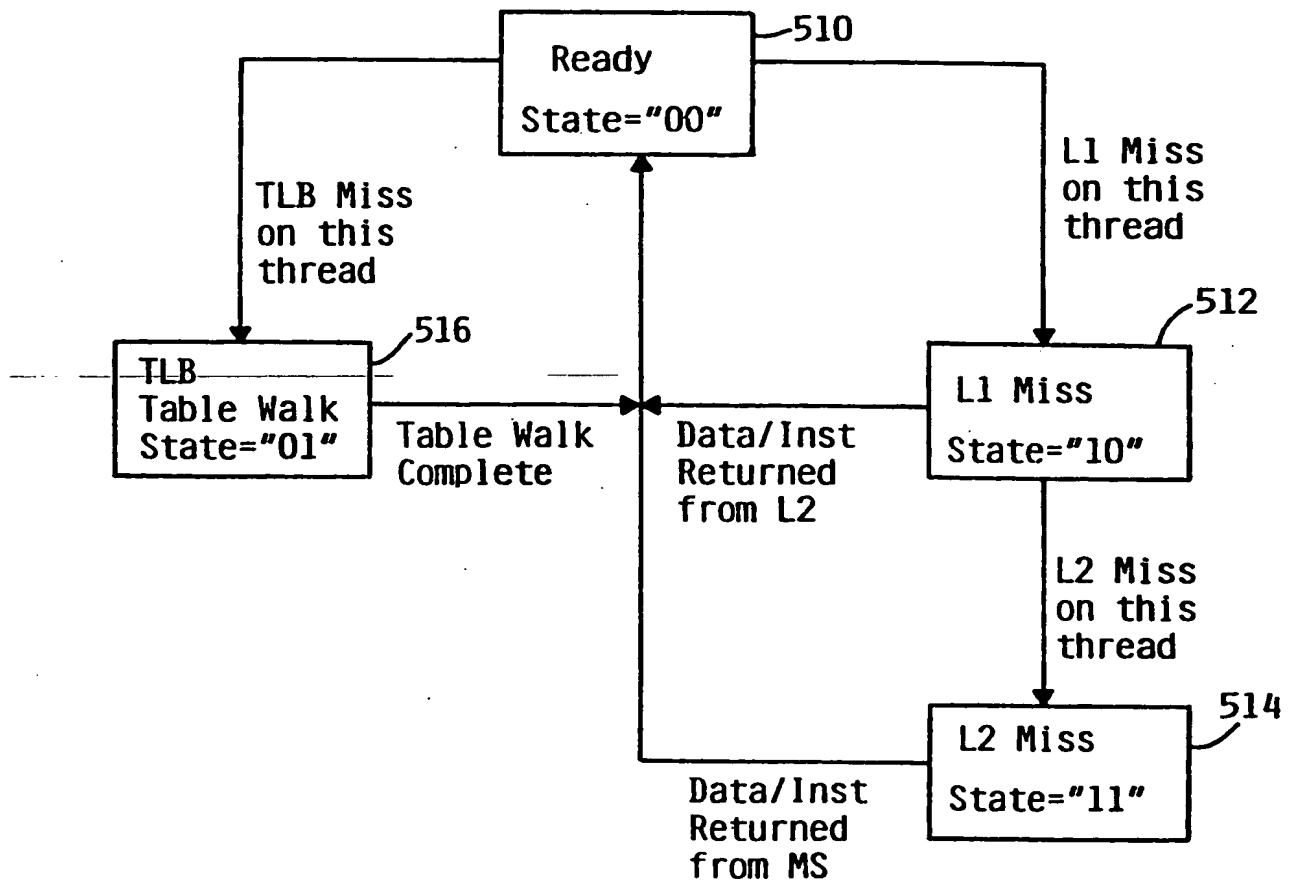 510
Ready
State="00"
TLB Miss
on this
thread
L1 Miss
on this
thread
516
512
TLB
Table Walk
State="01"
L1 Miss
State="10"
Table Walk
Complete
Data/Inst
Returned
from L2
L2 Miss
on this
thread
514
L2 Miss
State="11"
Data/Inst
Returned
from MS